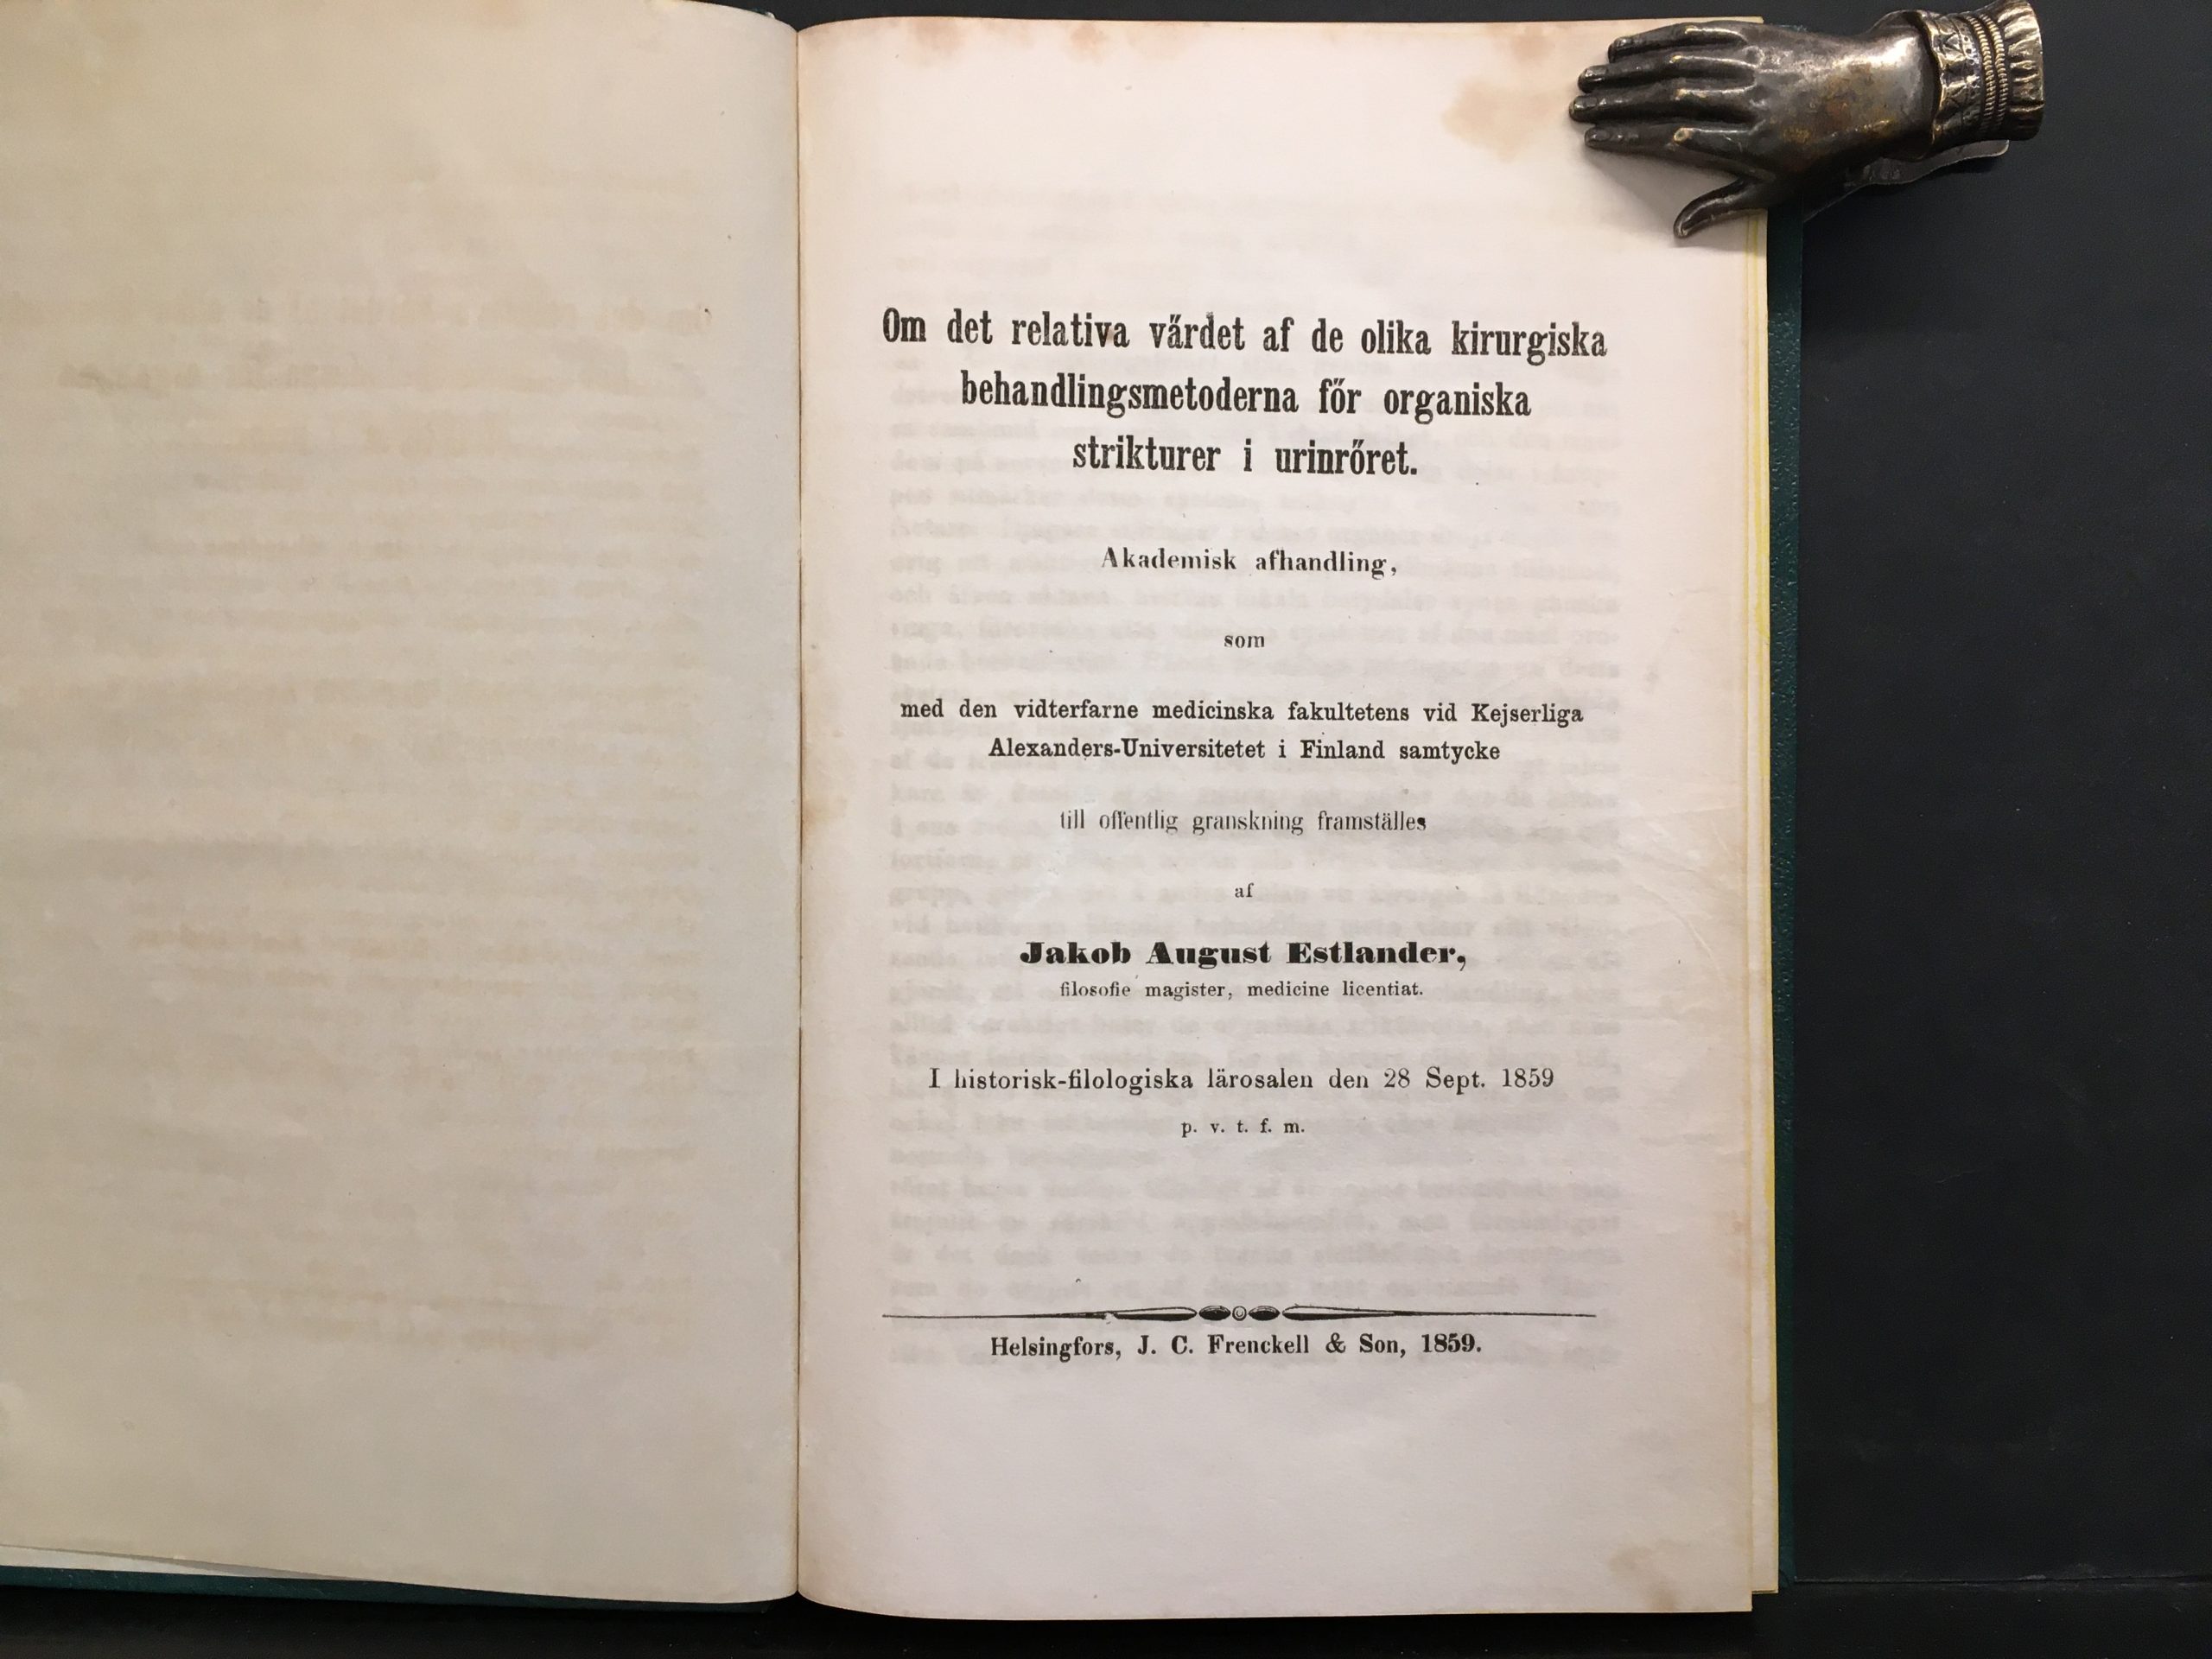 Om det relativa värdet af de olika kirurgiska
behandlingsmetoderna för organiska
strikturer i urinröret.
Akademisk afhandling,
som
med den vidterfarne medicinska fakultetens vid Kejserliga
Alexanders-Universitetet i Finland samtycke
till offentlig granskning framställes
af
Jakob August Estlander,
filosofie magister, medicine licentiat.
I historisk-filologiska lärosalen den 28 Sept. 1859
p. v. t. f. m.
Helsingfors, J. C. Frenckell & Son, 1859.